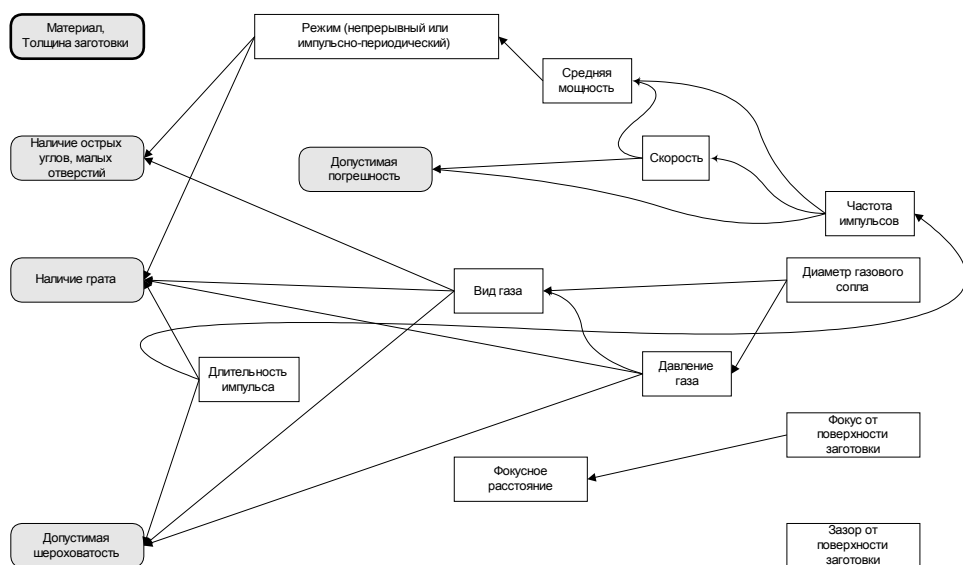 Материал,
Толщина заготовки
Режим (непрерывный или
импульсно-периодический)
Средняя
мощность
Наличие острых
углов, малых
отверстий
Допустимая
погрешность
Скорость
Частота
импульсов
Наличие грата
Вид газа
Диаметр газового
сопла
Длительность
импульса
Давление
газа
Фокус от
поверхности
заготовки
Фокусное
расстояние
Допустимая
шероховатость
Зазор от
поверхности
заготовки